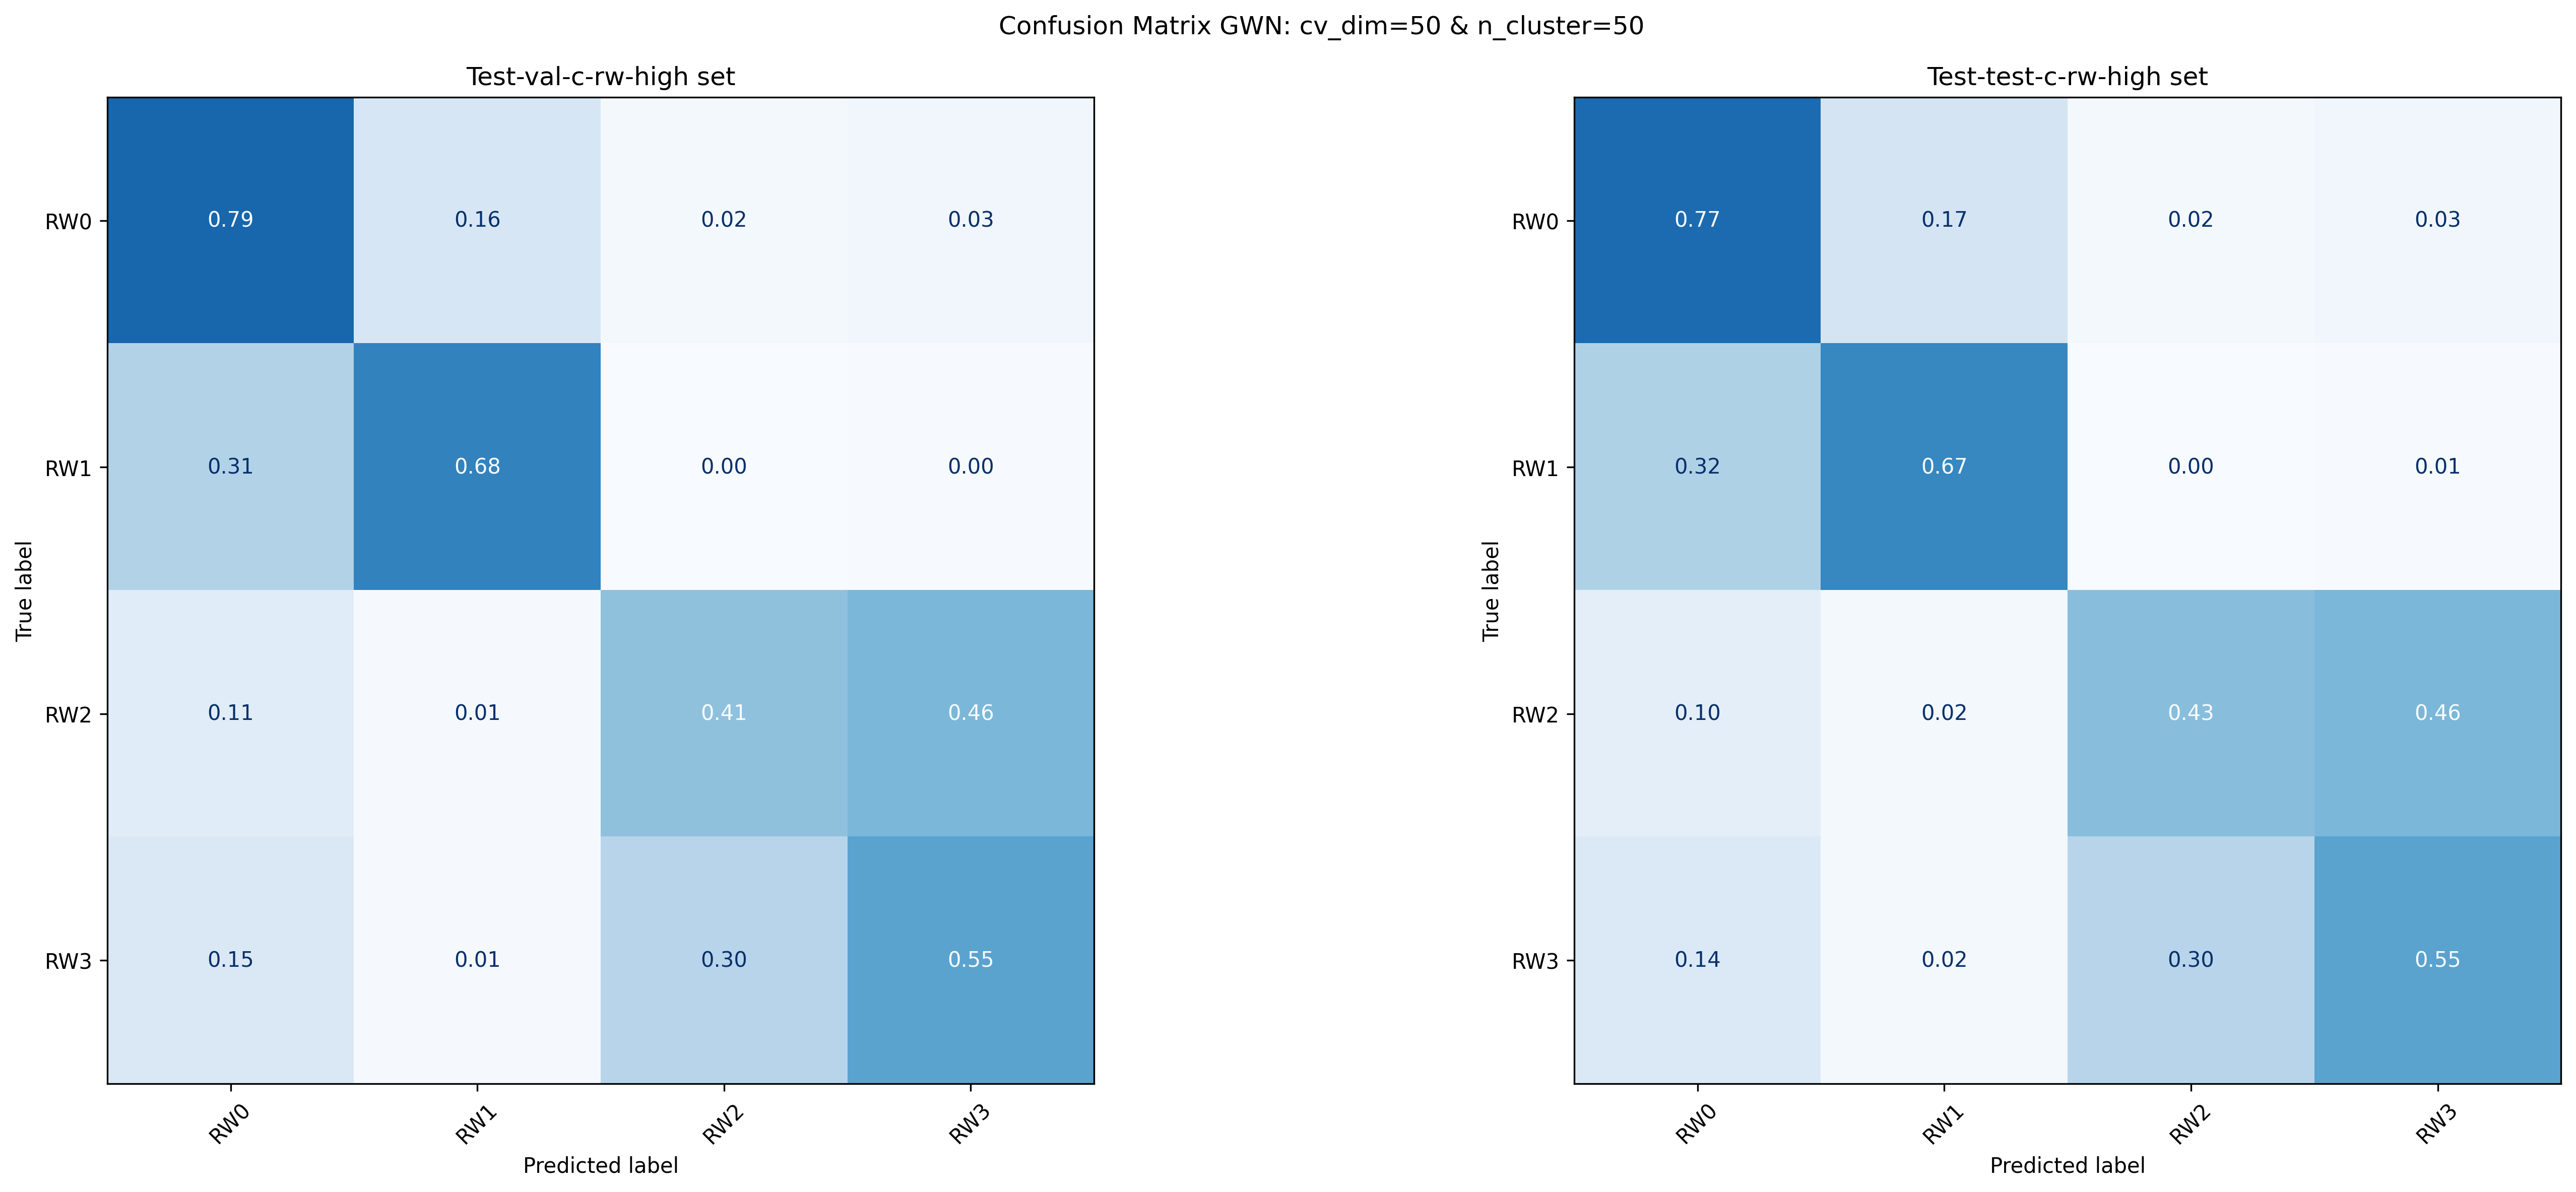 Confusion Matrix GWN: cv_dim=50 & n_cluster=50
Test-val-c-rw-high set
True label
RW0 0.79 0.16 0.02 0.03
RW1 0.31 0.68 0.00 0.00
RW2 0.11 0.01 0.41 0.46
RW3 0.15 0.01 0.30 0.55
RW0 RW1 RW2 RW3
Predicted label
Test-test-c-rw-high set
True label
RW0 0.77 0.17 0.02 0.03
RW1 0.32 0.67 0.00 0.01
RW2 0.10 0.02 0.43 0.46
RW3 0.14 0.02 0.30 0.55
RW0 RW1 RW2 RW3
Predicted label